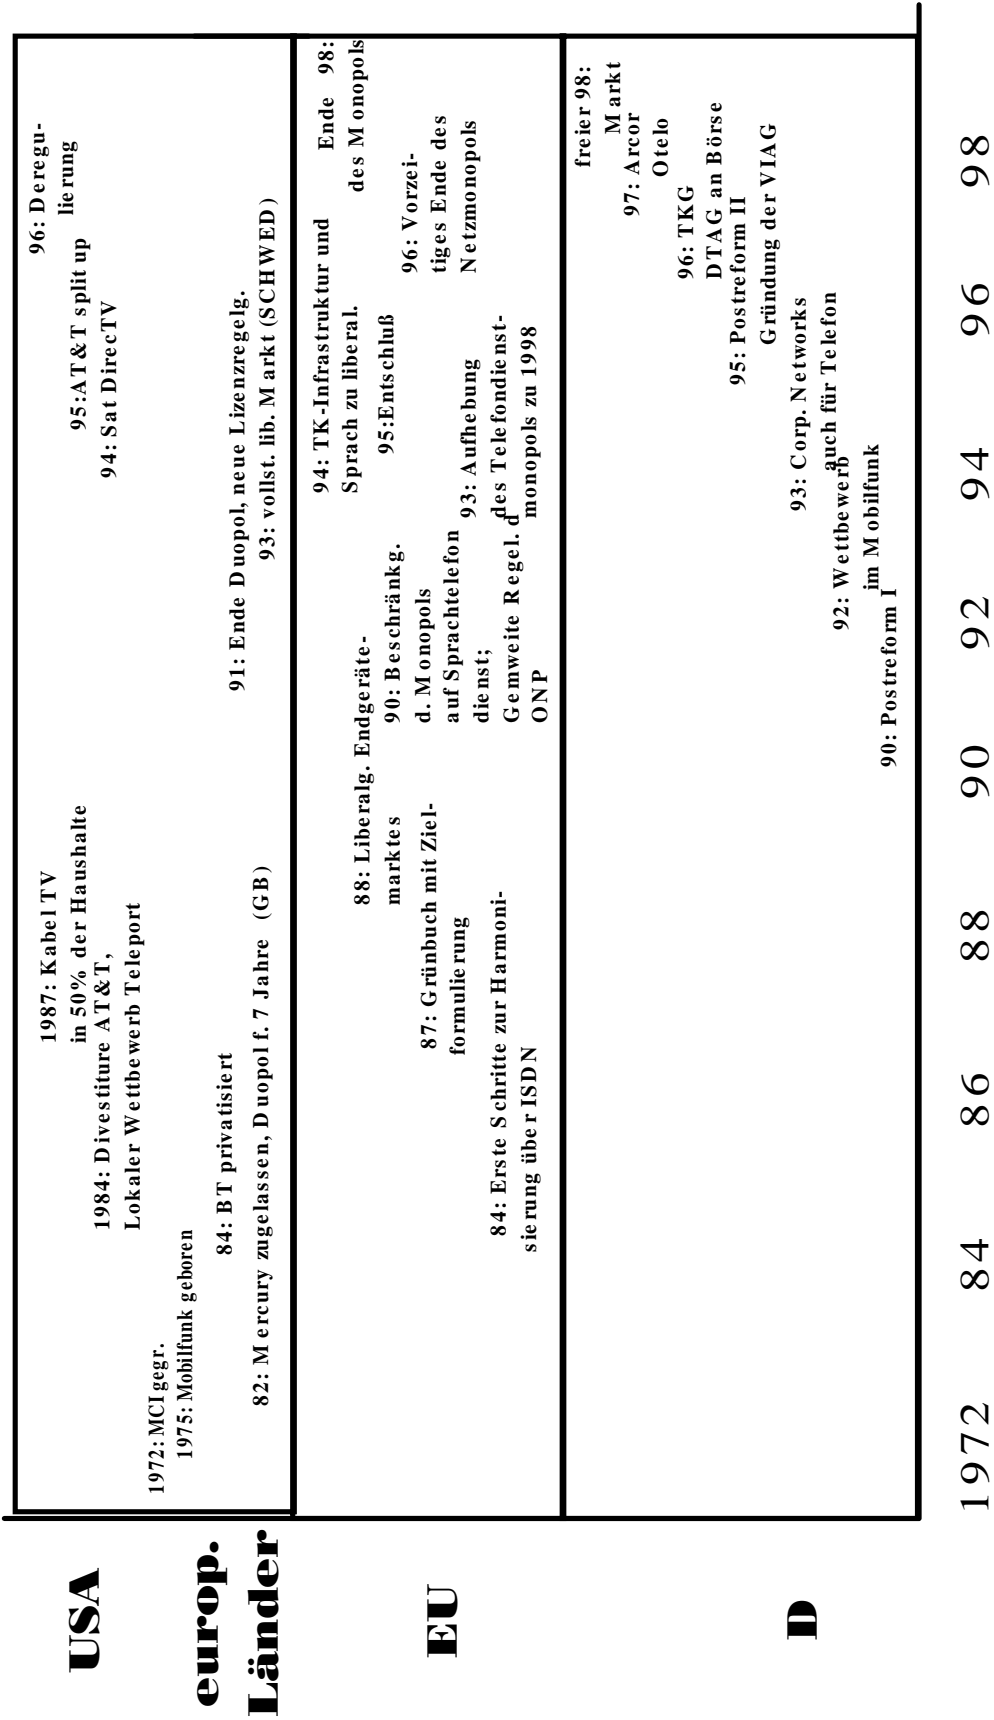 USA
96: Deregu-
lierung
95:AT&T split up
94: Sat DirecTV
1987: Kabel TV
in 50% der Haushalte
1984: Divestiture AT&T,
Lokaler Wettbewerb Teleport
1972: MCI gegr.
1975: Mobilfunk geboren
europ.
Länder
84: BT privatisiert
91: Ende Duopol, neue Lizenzregelg.
82: Mercury zugelassen, Duopol f. 7 Jahre (GB)
93: vollst. lib. Markt (SCHWED)
EU
Ende 98:
des Monopols
94: TK-Infrastruktur und
Sprach zu liberal.
96: Vorzei-
tiges Ende des
Netzmonopols
95:Entschluß
88: Liberalg. Endgeräte-
marktes
90: Beschränkg.
d. Monopols
auf Sprachtelefon
dienst;
Gemweite Regel. d
ONP
93: Aufhebung
des Telefondienst-
monopols zu 1998
87: Grünbuch mit Ziel-
formulierung
84: Erste Schritte zur Harmoni-
sierung über ISDN
D
freier 98:
Markt
97: Arcor
Otelo
96: TKG
DTAG an Börse
95: Postreform II
Gründung der VIAG
93: Corp. Networks
auch für Telefon
92: Wettbewerb
im Mobilfunk
90: Postreform I
1972 84 86 88 90 92 94 96 98